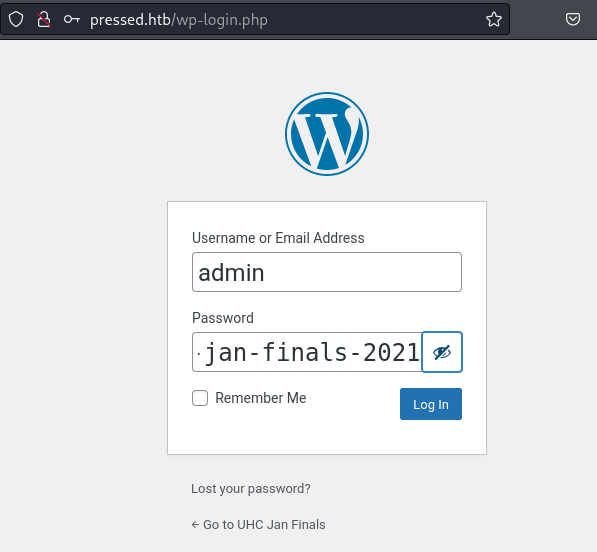 pressed.htb/wp-login.php
Username or Email Address
admin
Password
-jan-finals-2021
Remember Me
Log In
Lost your password?
← Go to UHC Jan Finals